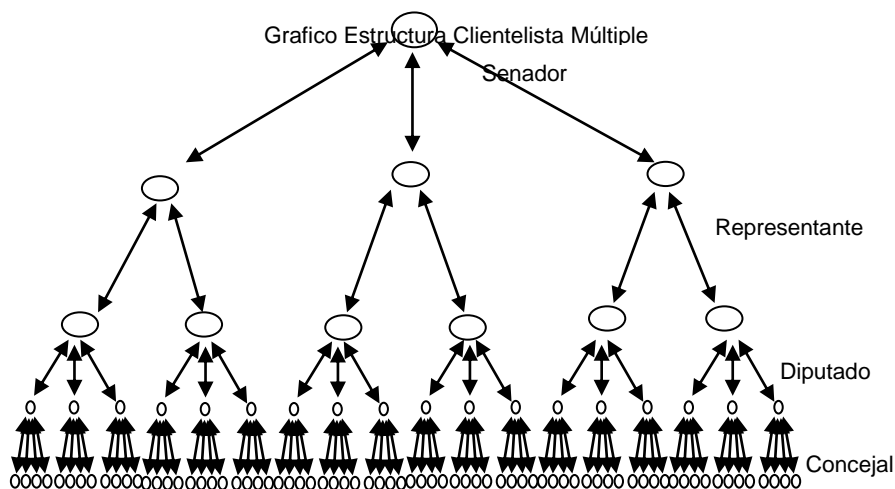 Grafico Estructura Clientelista Múltiple
Senador
Representante
Diputado
Concejal